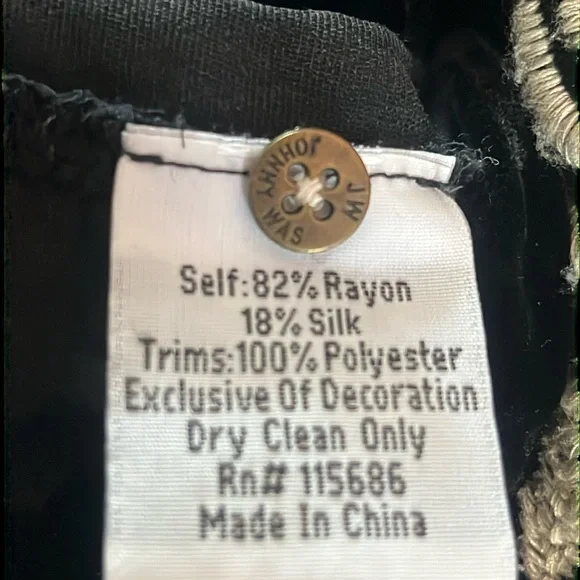 JOHNNY
WAS
JW
Self:82% Rayon
18% Silk
Trims:100% Polyester
Exclusive Of Decoration
Dry Clean Only
Rn# 115686
Made In China